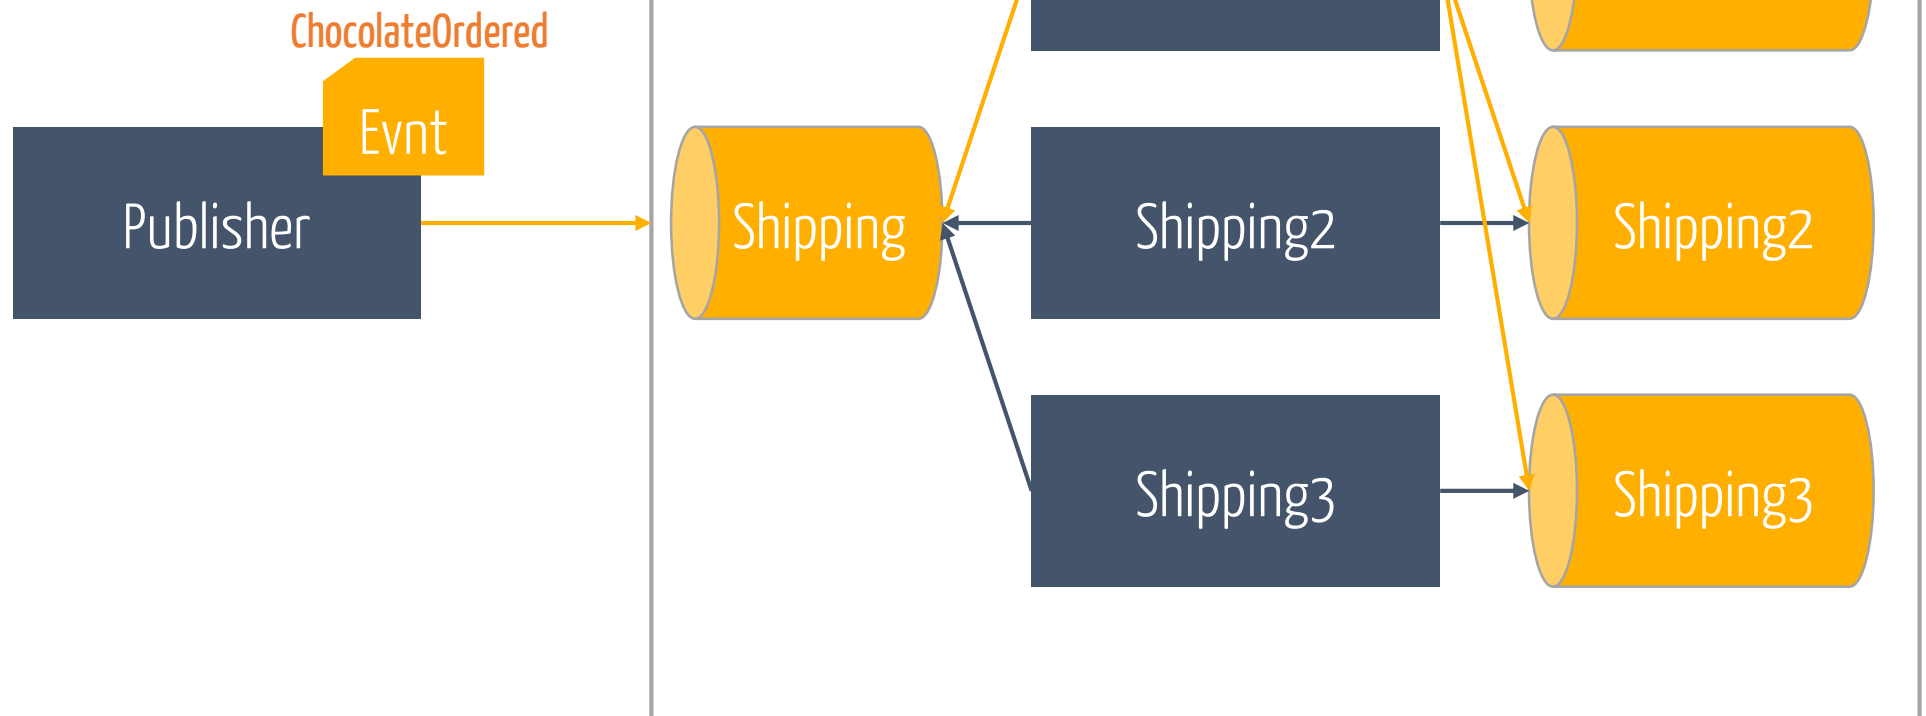 ChocolateOrdered
Evnt
Publisher
Shipping
Shipping2
Shipping2
Shipping3
Shipping3